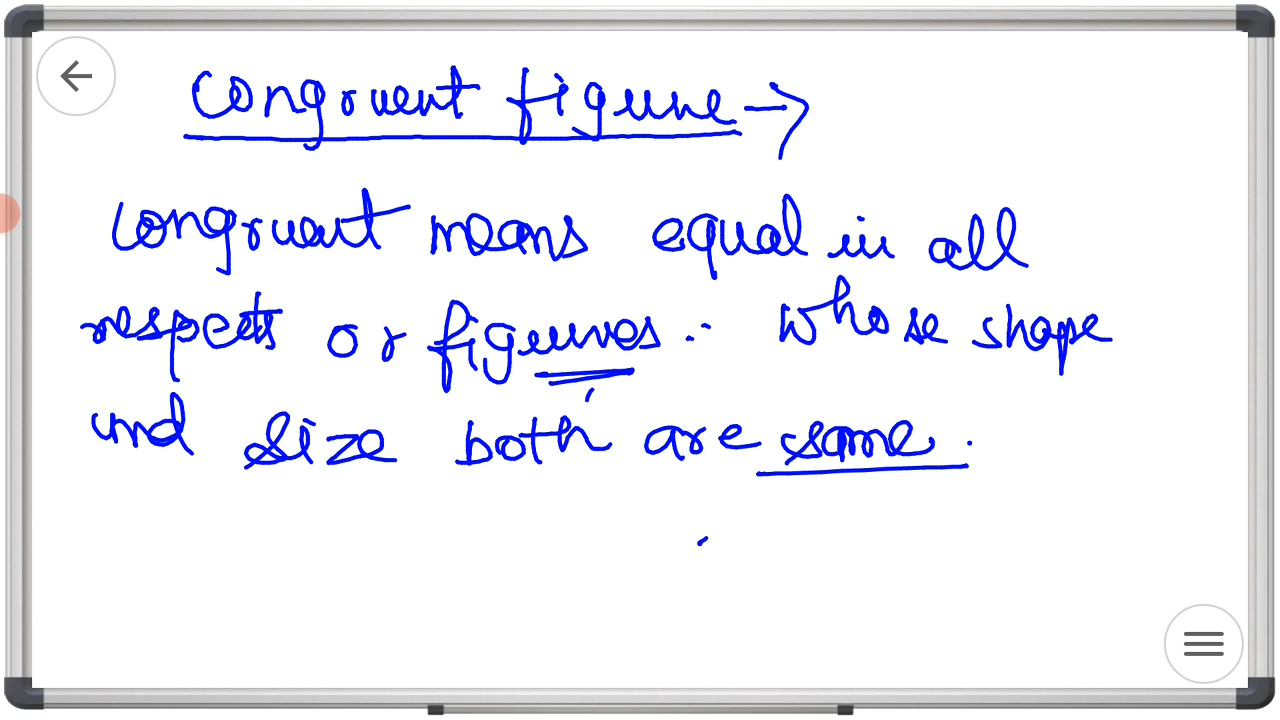 Congruent figure →
Congruent means equal in all
respects or figures. whose shape
and size both are same.